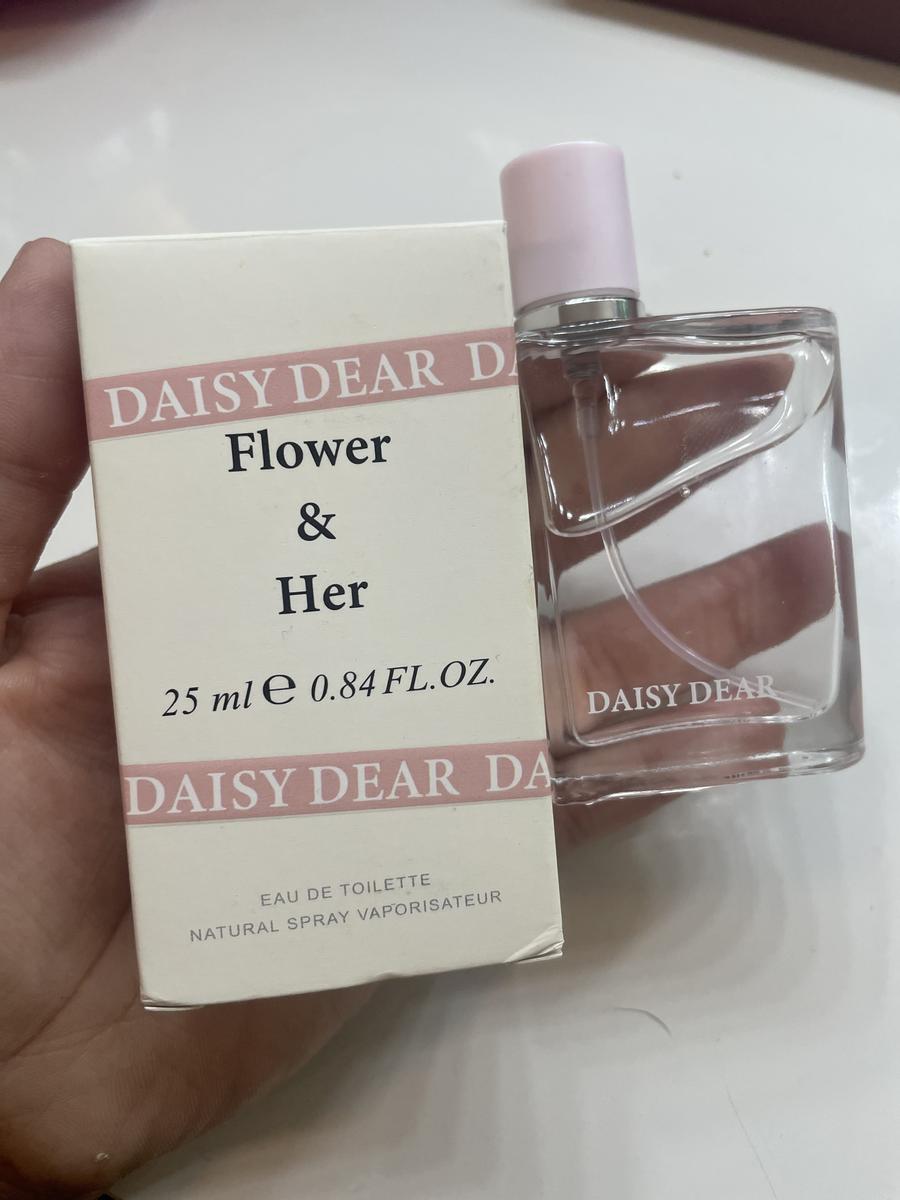 DAISY DEAR DA
Flower
&
Her
25 ml ℮ 0.84 FL.OZ.
DAISY DEAR DA
EAU DE TOILETTE
NATURAL SPRAY VAPORISATEUR
DAISY DEAR